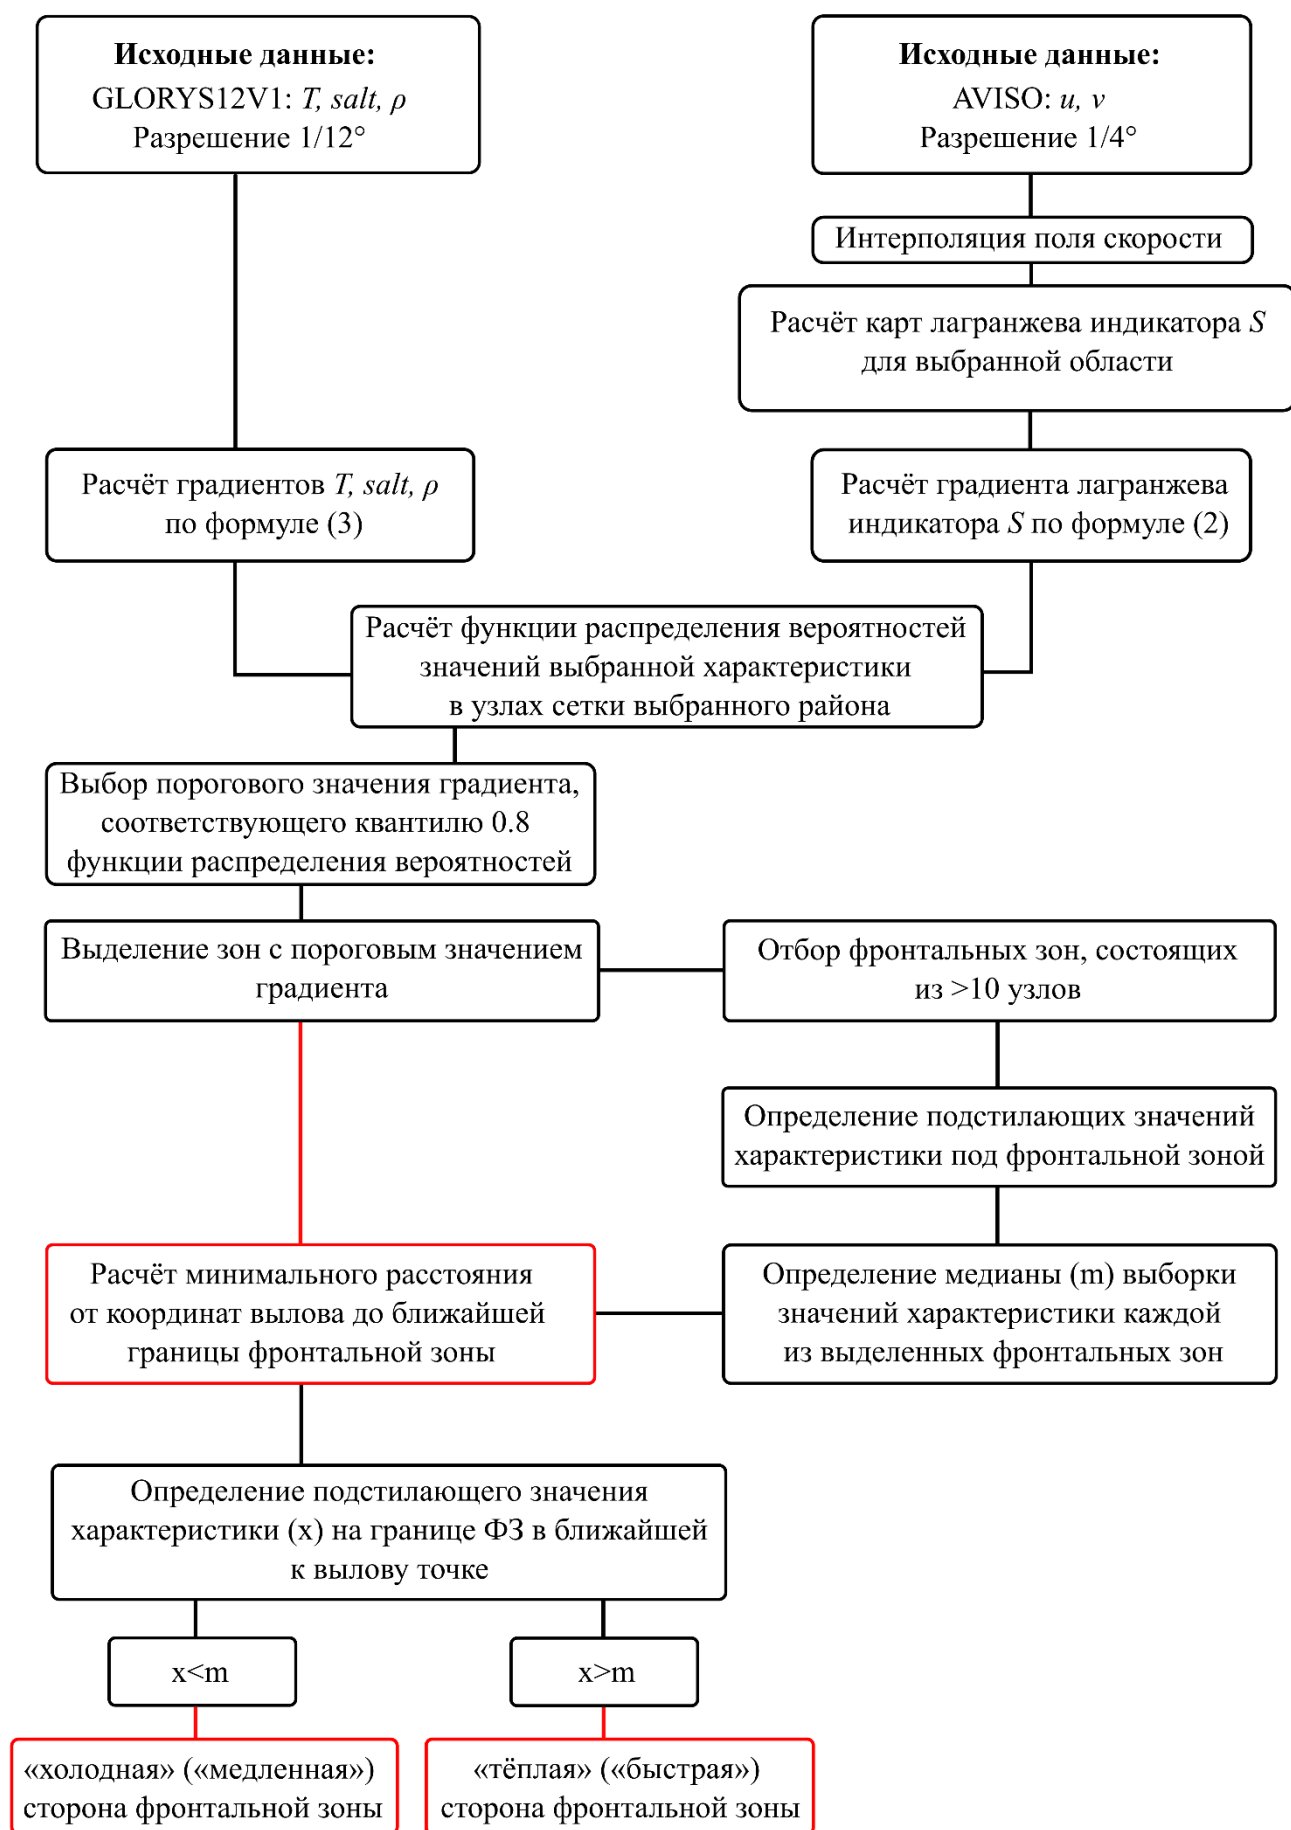 Исходные данные:
GLORYS12V1: T, salt, ρ
Разрешение 1/12°
Исходные данные:
AVISO: u, v
Разрешение 1/4°
Интерполяция поля скорости
Расчёт карт лагранжева индикатора S
для выбранной области
Расчёт градиентов T, salt, ρ
по формуле (3)
Расчёт градиента лагранжева
индикатора S по формуле (2)
Расчёт функции распределения вероятностей
значений выбранной характеристики
в узлах сетки выбранного района
Выбор порогового значения градиента,
соответствующего квантилю 0.8
функции распределения вероятностей
Выделение зон с пороговым значением
градиента
Отбор фронтальных зон, состоящих
из >10 узлов
Определение подстилающих значений
характеристики под фронтальной зоной
Расчёт минимального расстояния
от координат вылова до ближайшей
границы фронтальной зоны
Определение медианы (m) выборки
значений характеристики каждой
из выделенных фронтальных зон
Определение подстилающего значения
характеристики (x) на границе ФЗ в ближайшей
к вылову точке
x<m
x>m
«холодная» («медленная»)
сторона фронтальной зоны
«тёплая» («быстрая»)
сторона фронтальной зоны